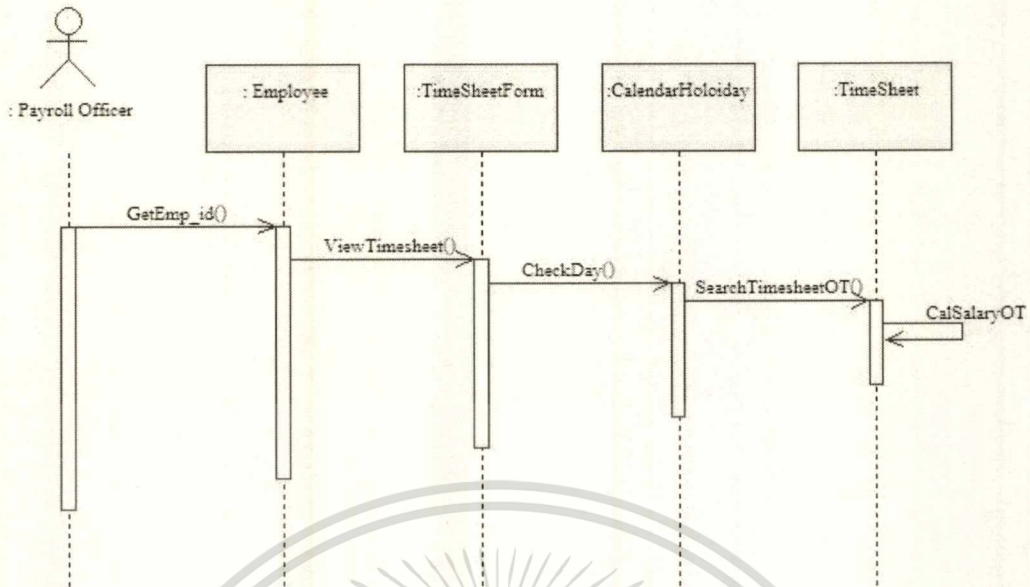 : Payroll Officer
: Employee
:TimeSheetForm
:CalendarHoloiday
:TimeSheet
GetEmp_id()
ViewTimesheet()
CheckDay()
SearchTimesheetOT()
CalSalaryOT